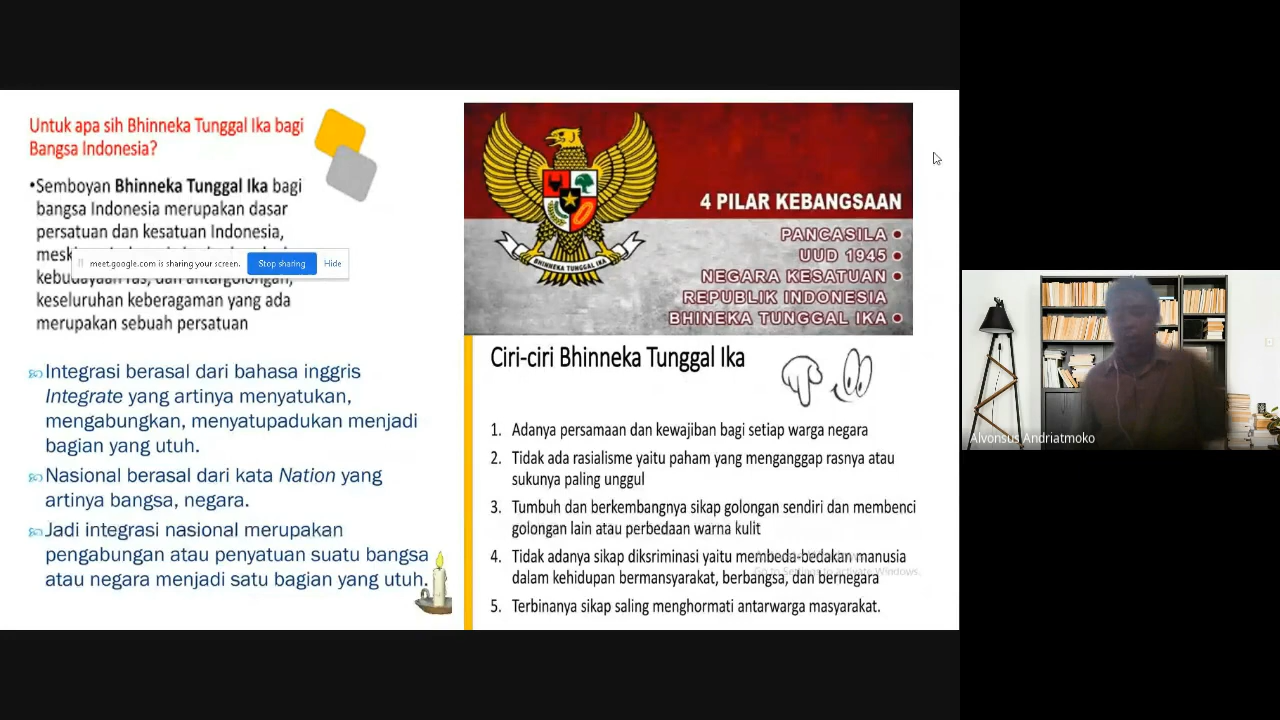 Untuk apa sih Bhinneka Tunggal Ika bagi
Bangsa Indonesia?
•Semboyan Bhinneka Tunggal Ika bagi
bangsa Indonesia merupakan dasar
persatuan dan kesatuan Indonesia,
meet.google.com is sharing your screen. Stop sharing Hide
kebudayaan ras, dan antargolongan,
keseluruhan keberagaman yang ada
merupakan sebuah persatuan
Integrasi berasal dari bahasa inggris
Integrate yang artinya menyatukan,
mengabungkan, menyatupadukan menjadi
bagian yang utuh.
Nasional berasal dari kata Nation yang
artinya bangsa, negara.
Jadi integrasi nasional merupakan
pengabungan atau penyatuan suatu bangsa
atau negara menjadi satu bagian yang utuh.
BHINNEKA TUNGGAL IKA
4 PILAR KEBANGSAAN
PANCASILA •
UUD 1945 •
NEGARA KESATUAN •
REPUBLIK INDONESIA
BHINEKA TUNGGAL IKA •
Ciri-ciri Bhinneka Tunggal Ika
1. Adanya persamaan dan kewajiban bagi setiap warga negara
2. Tidak ada rasialisme yaitu paham yang menganggap rasnya atau
sukunya paling unggul
3. Tumbuh dan berkembangnya sikap golongan sendiri dan membenci
golongan lain atau perbedaan warna kulit
4. Tidak adanya sikap diksriminasi yaitu membeda-bedakan manusia
dalam kehidupan bermansyarakat, berbangsa, dan bernegara
Go to Settings to activate Windows.
5. Terbinanya sikap saling menghormati antarwarga masyarakat.
Alvonsus Andriatmoko